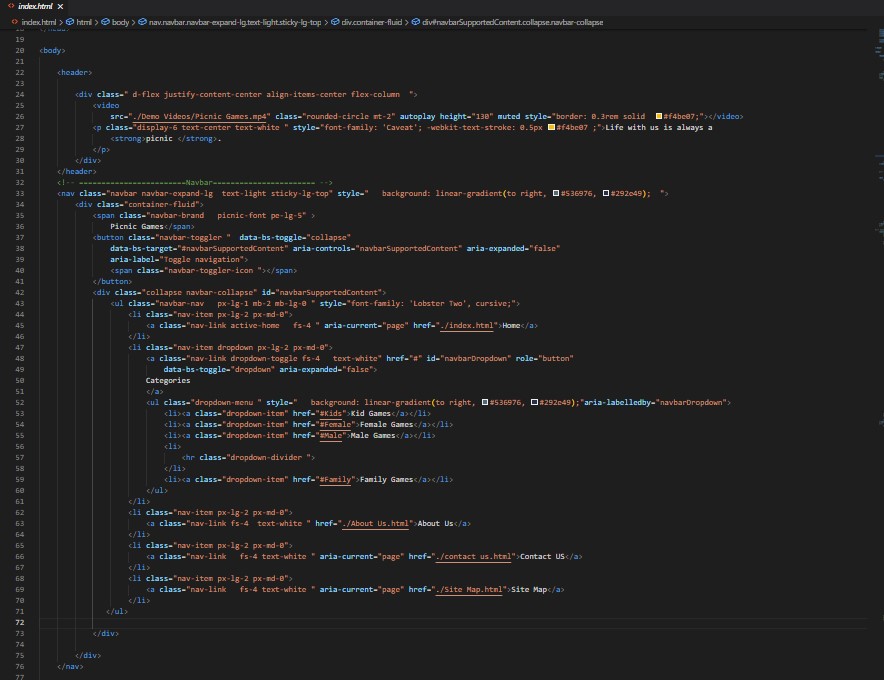 index.html ×
index.html > html > body > nav.navbar.navbar-expand-lg.text-light.sticky-lg-top > div.container-fluid > div#navbarSupportedContent.collapse.navbar-collapse
19
20 <body>
21
22 <header>
23
24 <div class=" d-flex justify-content-center align-items-center flex-column  ">
25 <video
26 src="./Demo Videos/Picnic Games.mp4" class="rounded-circle mt-2" autoplay height="130" muted style="border: 0.3rem solid  #f4be07;"></video>
27 <p class="display-6 text-center text-white " style="font-family: 'Caveat'; -webkit-text-stroke: 0.5px #f4be07 ;">Life with us is always a
28 <strong>picnic </strong>.
29 </p>
30 </div>
31 </header>
32 <!-- ========================Navbar======================= -->
33 <nav class="navbar navbar-expand-lg  text-light sticky-lg-top" style="   background: linear-gradient(to right, #536976, #292e49);  ">
34 <div class="container-fluid">
35 <span class="navbar-brand   picnic-font pe-lg-5" >
36 Picnic Games</span>
37 <button class="navbar-toggler "  data-bs-toggle="collapse"
38 data-bs-target="#navbarSupportedContent" aria-controls="navbarSupportedContent" aria-expanded="false"
39 aria-label="Toggle navigation">
40 <span class="navbar-toggler-icon "></span>
41 </button>
42 <div class="collapse navbar-collapse" id="navbarSupportedContent">
43 <ul class="navbar-nav   px-lg-1 mb-2 mb-lg-0 " style="font-family: 'Lobster Two', cursive;">
44 <li class="nav-item px-lg-2 px-md-0">
45 <a class="nav-link active-home   fs-4 " aria-current="page" href="./index.html">Home</a>
46 </li>
47 <li class="nav-item dropdown px-lg-2 px-md-0">
48 <a class="nav-link dropdown-toggle fs-4   text-white" href="#" id="navbarDropdown" role="button"
49 data-bs-toggle="dropdown" aria-expanded="false">
50 Categories
51 </a>
52 <ul class="dropdown-menu " style="   background: linear-gradient(to right, #536976, #292e49);"aria-labelledby="navbarDropdown">
53 <li><a class="dropdown-item" href="#Kids">Kid Games</a></li>
54 <li><a class="dropdown-item" href="#Female">Female Games</a></li>
55 <li><a class="dropdown-item" href="#Male">Male Games</a></li>
56 <li>
57 <hr class="dropdown-divider ">
58 </li>
59 <li><a class="dropdown-item" href="#Family">Family Games</a></li>
60 </ul>
61 </li>
62 <li class="nav-item px-lg-2 px-md-0">
63 <a class="nav-link fs-4  text-white " href="./About Us.html">About Us</a>
64 </li>
65 <li class="nav-item px-lg-2 px-md-0">
66 <a class="nav-link   fs-4 text-white " aria-current="page" href="./contact us.html">Contact US</a>
67 </li>
68 <li class="nav-item px-lg-2 px-md-0">
69 <a class="nav-link   fs-4 text-white " aria-current="page" href="./Site Map.html">Site Map</a>
70 </li>
71 </ul>
72
73 </div>
74
75 </div>
76 </nav>
77